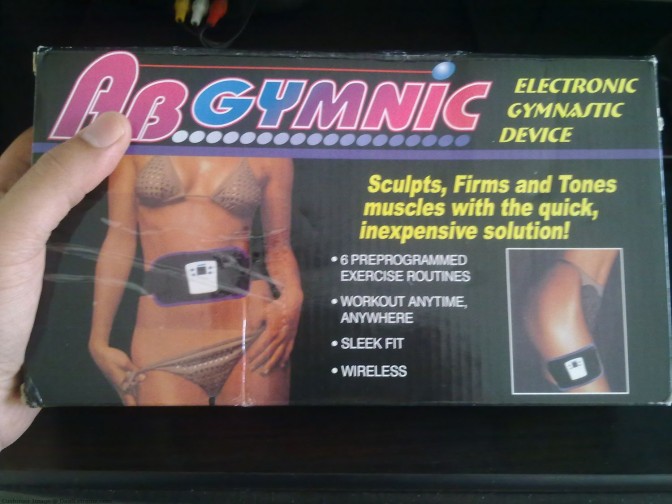 ABGYMNIC
ELECTRONIC
GYMNASTIC
DEVICE
Sculpts, Firms and Tones
muscles with the quick,
inexpensive solution!
• 6 PREPROGRAMMED
EXERCISE ROUTINES
• WORKOUT ANYTIME,
ANYWHERE
• SLEEK FIT
• WIRELESS